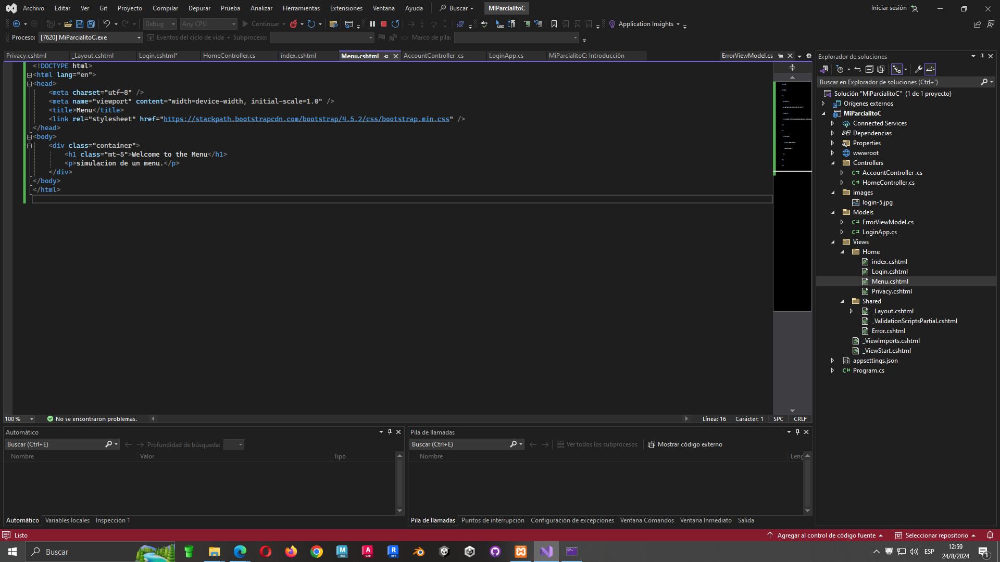 Archivo Editar Ver Git Proyecto Compilar Depurar Prueba Analizar Herramientas Extensiones Ventana Ayuda Buscar MiParcialitoC Iniciar sesión
Debug Any CPU Continuar Application Insights
Proceso: [7620] MiParcialitoC.exe Eventos del ciclo de vida Subproceso: Marco de pila:
Privacy.cshtml _Layout.cshtml Login.cshtml* HomeController.cs index.cshtml Menu.cshtml AccountController .cs LoginApp.cs MiParcialitoC: Introducción ErrorViewModel.cs
<!DOCTYPE html>
<html lang="en">
<head>
<meta charset="utf-8" />
<meta name="viewport" content="width=device-width, initial-scale=1.0" />
<title>Menu</title>
<link rel="stylesheet" href="https://stackpath.bootstrapcdn.com/bootstrap/4.5.2/css/bootstrap.min.css" />
</head>
<body>
<div class="container">
<h1 class="mt-5">Welcome to the Menu</h1>
<p>simulacion de un menu.</p>
</div>
</body>
</html>
100 % No se encontraron problemas. Línea: 16 Carácter: 1 SPC CRLF
Explorador de soluciones
Buscar en Explorador de soluciones (Ctrl+´)
Solución "MiParcialitoC" (1 de 1 proyecto)
Orígenes externos
MiParcialitoC
Connected Services
Dependencias
Properties
wwwroot
Controllers
C# AccountController .cs
C# HomeController.cs
images
login-5.jpg
Models
C# ErrorViewModel.cs
C# LoginApp.cs
Views
Home
index.cshtml
Login.cshtml
Menu.cshtml
Privacy.cshtml
Shared
_Layout.cshtml
_ValidationScriptsPartial.cshtml
Error.cshtml
_ViewImports.cshtml
_ViewStart.cshtml
appsettings.json
C# Program.cs
Automático
Buscar (Ctrl+E) Profundidad de búsqueda:
Nombre Valor Tipo
Automático Variables locales Inspección 1
Pila de llamadas
Buscar (Ctrl+E) Ver todos los subprocesos Mostrar código externo
Nombre Leng
Pila de llamadas Puntos de interrupción Configuración de excepciones Ventana Comandos Ventana Inmediato Salida
Listo Agregar al control de código fuente Seleccionar repositorio
Buscar ESP 12:59
24/8/2024 1